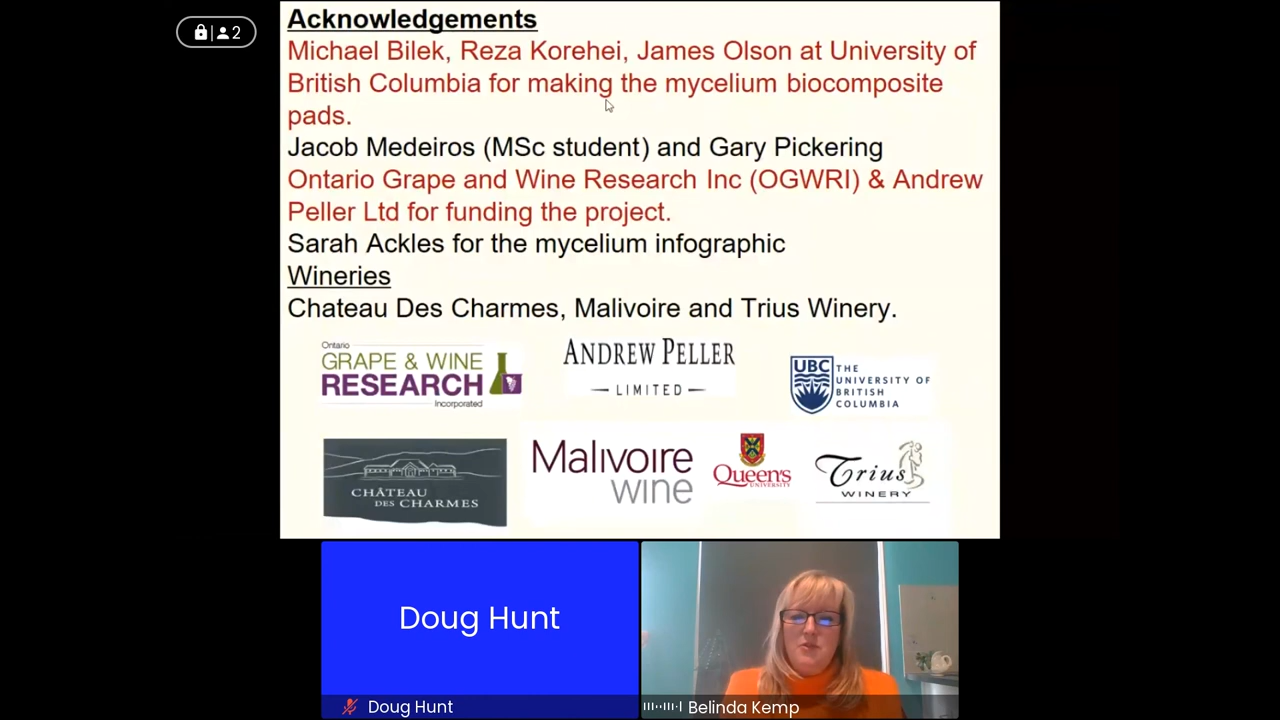 2
Acknowledgements
Michael Bilek, Reza Korehei, James Olson at University of
British Columbia for making the mycelium biocomposite
pads.
Jacob Medeiros (MSc student) and Gary Pickering
Ontario Grape and Wine Research Inc (OGWRI) & Andrew
Peller Ltd for funding the project.
Sarah Ackles for the mycelium infographic
Wineries
Chateau Des Charmes, Malivoire and Trius Winery.
Ontario
GRAPE & WINE
RESEARCH
Incorporated
ANDREW PELLER
LIMITED
UBC
THE
UNIVERSITY OF
BRITISH
COLUMBIA
CHÂTEAU
DES CHARMES
Malivoire
wine
Queen's
UNIVERSITY
Trius
WINERY
Doug Hunt
Doug Hunt
Belinda Kemp